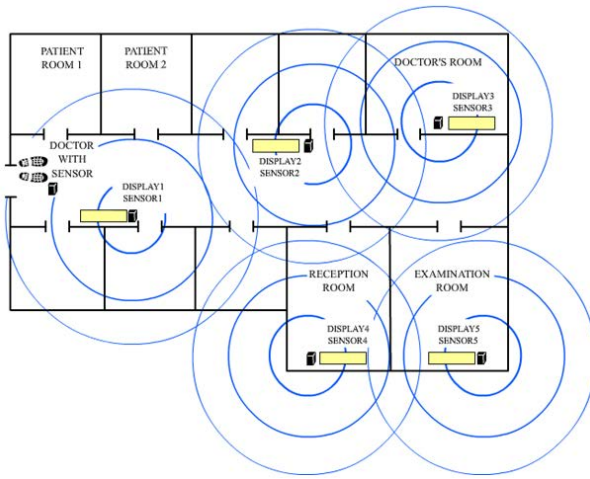 PATIENT
ROOM 1
PATIENT
ROOM 2
DOCTOR'S ROOM
DISPLAY3
SENSOR3
DOCTOR
WITH
SENSOR
DISPLAY2
SENSOR2
DISPLAY1
SENSOR1
RECEPTION
ROOM
EXAMINATION
ROOM
DISPLAY4
SENSOR4
DISPLAY5
SENSOR5